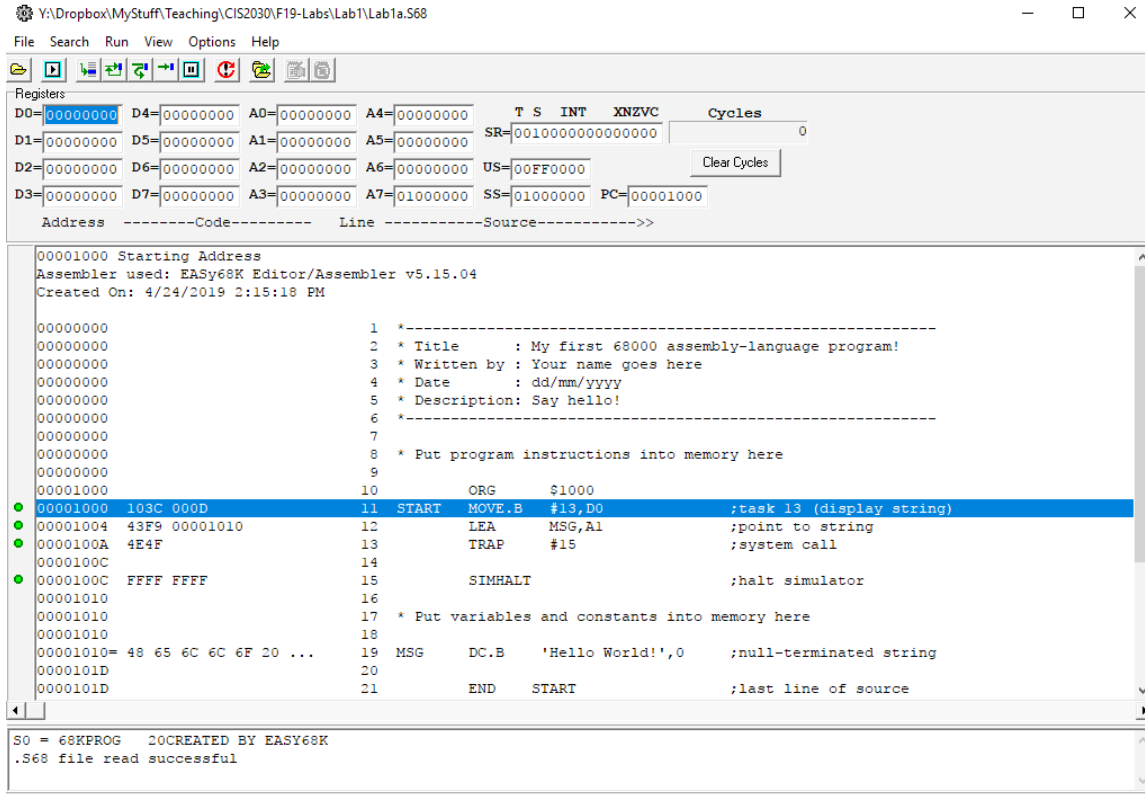 Y:\Dropbox\MyStuff\Teaching\CIS2030\F19-Labs\Lab1\Lab1a.S68
File Search Run View Options Help
Registers
D0=00000000 D4=00000000 A0=00000000 A4=00000000 T S INT XNZVC Cycles
D1=00000000 D5=00000000 A1=00000000 A5=00000000 SR=0010000000000000 0
D2=00000000 D6=00000000 A2=00000000 A6=00000000 US=00FF0000 Clear Cycles
D3=00000000 D7=00000000 A3=00000000 A7=01000000 SS=01000000 PC=00001000
Address --------Code--------- Line -----------Source----------->>
00001000 Starting Address
Assembler used: EASy68K Editor/Assembler v5.15.04
Created On: 4/24/2019 2:15:18 PM
00000000 1 *-----------------------------------------------------------
00000000 2 * Title : My first 68000 assembly-language program!
00000000 3 * Written by : Your name goes here
00000000 4 * Date : dd/mm/yyyy
00000000 5 * Description: Say hello!
00000000 6 *-----------------------------------------------------------
00000000 7
00000000 8 * Put program instructions into memory here
00000000 9
00001000 10 ORG $1000
00001000 103C 000D 11 START MOVE.B #13,D0 ;task 13 (display string)
00001004 43F9 00001010 12 LEA MSG,A1 ;point to string
0000100A 4E4F 13 TRAP #15 ;system call
0000100C 14
0000100C FFFF FFFF 15 SIMHALT ;halt simulator
00001010 16
00001010 17 * Put variables and constants into memory here
00001010 18
00001010= 48 65 6C 6C 6F 20 ... 19 MSG DC.B 'Hello World!',0 ;null-terminated string
0000101D 20
0000101D 21 END START ;last line of source
S0 = 68KPROG 20CREATED BY EASY68K
.S68 file read successful